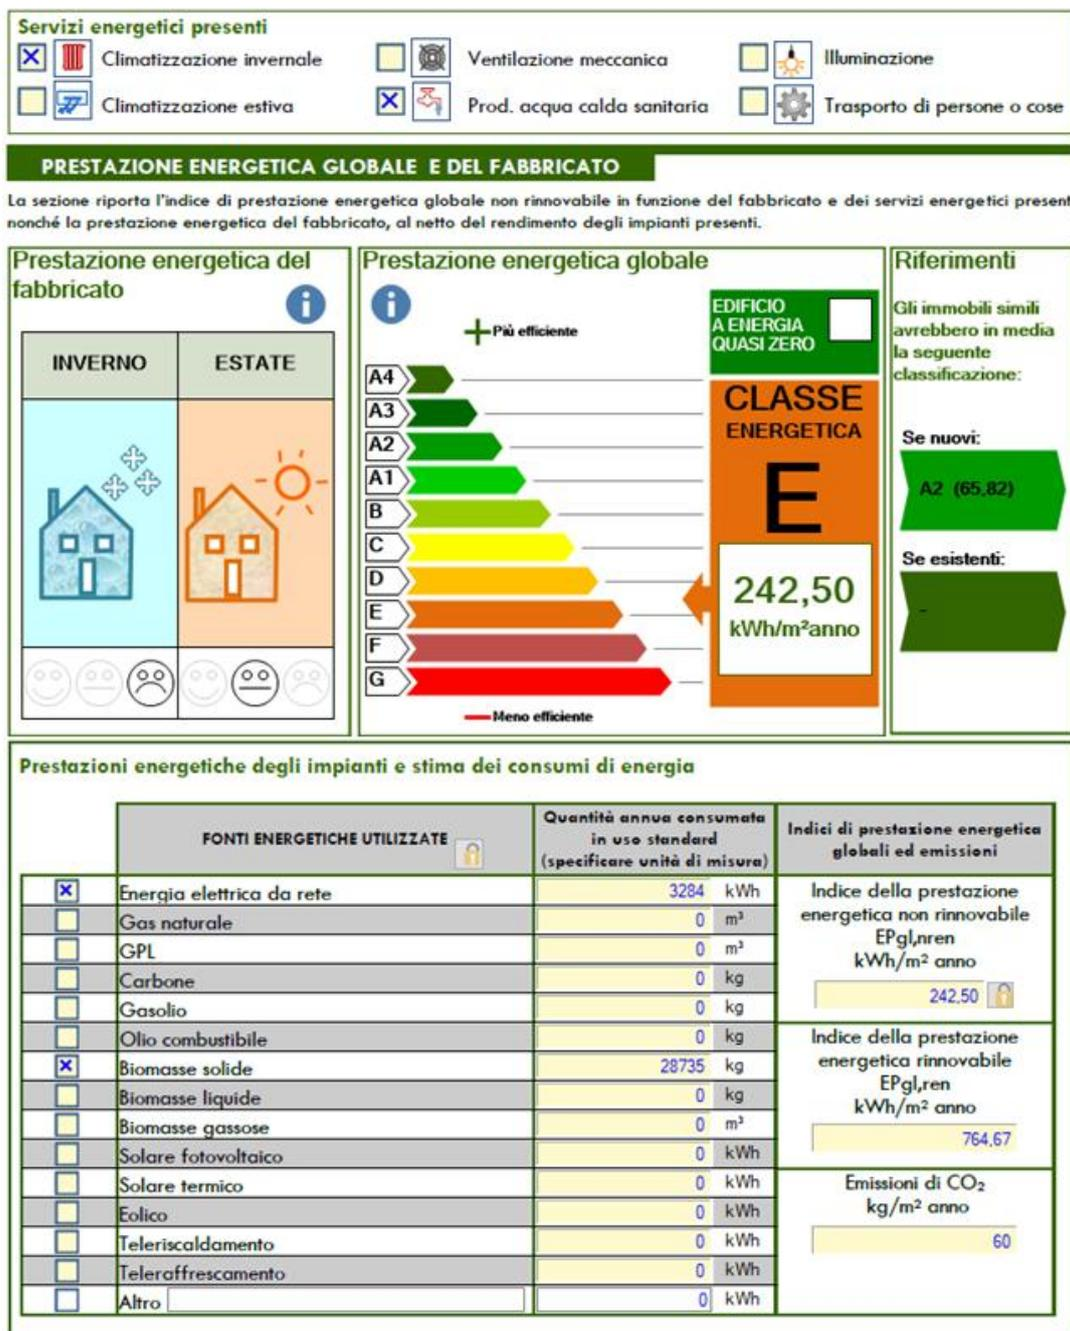 Servizi energetici presenti
Climatizzazione invernale
Ventilazione meccanica
Illuminazione
Climatizzazione estiva
Prod. acqua calda sanitaria
Trasporto di persone o cose
PRESTAZIONE ENERGETICA GLOBALE E DEL FABBRICATO
La sezione riporta l'indice di prestazione energetica globale non rinnovabile in funzione del fabbricato e dei servizi energetici present
nonché la prestazione energetica del fabbricato, al netto del rendimento degli impianti presenti.
Prestazione energetica del
fabbricato
INVERNO
ESTATE
Prestazione energetica globale
Più efficiente
A4
A3
A2
A1
B
C
D
E
F
G
Meno efficiente
EDIFICIO
A ENERGIA
QUASI ZERO
CLASSE
ENERGETICA
E
242,50
kWh/m²anno
Riferimenti
Gli immobili simili
avrebbero in media
la seguente
classificazione:
Se nuovi:
A2 (65,82)
Se esistenti:
-
Prestazioni energetiche degli impianti e stima dei consumi di energia
FONTI ENERGETICHE UTILIZZATE
Quantità annua consumata
in uso standard
(specificare unità di misura)
Indici di prestazione energetica
globali ed emissioni
Energia elettrica da rete 3284 kWh
Gas naturale 0 m³
GPL 0 m³
Carbone 0 kg
Gasolio 0 kg
Olio combustibile 0 kg
Biomasse solide 28735 kg
Biomasse liquide 0 kg
Biomasse gassose 0 m³
Solare fotovoltaico 0 kWh
Solare termico 0 kWh
Eolico 0 kWh
Teleriscaldamento 0 kWh
Teleraffrescamento 0 kWh
Altro 0 kWh
Indice della prestazione
energetica non rinnovabile
EPgl,nren
kWh/m² anno
242,50
Indice della prestazione
energetica rinnovabile
EPgl,ren
kWh/m² anno
764,67
Emissioni di CO₂
kg/m² anno
60